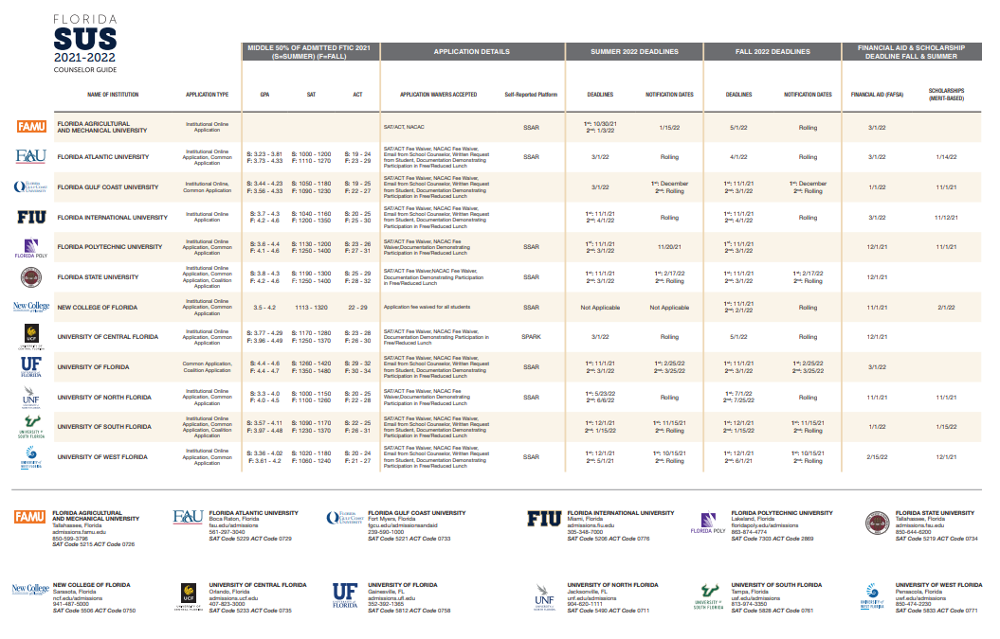 FLORIDA
SUS
2021-2022
COUNSELOR GUIDE
MIDDLE 50% OF ADMITTED FTIC 2021
(S=SUMMER) (F=FALL)
APPLICATION DETAILS
SUMMER 2022 DEADLINES
FALL 2022 DEADLINES
FINANCIAL AID & SCHOLARSHIP
DEADLINE FALL & SUMMER
NAME OF INSTITUTION APPLICATION TYPE GPA SAT ACT APPLICATION WAIVERS ACCEPTED Self-Reported Platform DEADLINES NOTIFICATION DATES DEADLINES NOTIFICATION DATES FINANCIAL AID (FAFSA) SCHOLARSHIPS
(MERIT-BASED)
FAMU
FLORIDA AGRICULTURAL
AND MECHANICAL UNIVERSITY
Institutional Online
Application
SAT/ACT, NACAC
SSAR
1st: 10/30/21
2nd: 1/3/22
1/15/22
5/1/22
Rolling
3/1/22
FAU
FLORIDA ATLANTIC UNIVERSITY
Institutional Online
Application, Common
Application
S: 3.23 - 3.81
F: 3.73 - 4.33
S: 1000 - 1200
F: 1110 - 1270
S: 19 - 24
F: 23 - 29
SAT/ACT Fee Waiver, NACAC Fee Waiver,
Email from School Counselor, Written Request
from Student, Documentation Demonstrating
Participation in Free/Reduced Lunch
SSAR
3/1/22
Rolling
4/1/22
Rolling
3/1/22
1/14/22
FLORIDA
GULF COAST
UNIVERSITY
FLORIDA GULF COAST UNIVERSITY
Institutional Online,
Common Application
S: 3.44 - 4.23
F: 3.56 - 4.33
S: 1050 - 1180
F: 1090 - 1230
S: 19 - 25
F: 22 - 27
SAT/ACT Fee Waiver, NACAC Fee Waiver,
Email from School Counselor, Written Request
from Student, Documentation Demonstrating
Participation in Free/Reduced Lunch
SSAR
3/1/22
1st: December
2nd: Rolling
1st: 11/1/21
2nd: 3/1/22
1st: December
2nd: Rolling
1/1/22
11/1/21
FIU
FLORIDA INTERNATIONAL UNIVERSITY
Institutional Online
Application
S: 3.7 - 4.3
F: 4.2 - 4.6
S: 1040 - 1160
F: 1200 - 1350
S: 20 - 25
F: 25 - 30
SAT/ACT Fee Waiver, NACAC Fee Waiver,
Email from School Counselor, Written Request
from Student, Documentation Demonstrating
Participation in Free/Reduced Lunch
SSAR
1st: 11/1/21
2nd: 4/1/22
Rolling
1st: 11/1/21
2nd: 4/1/22
Rolling
3/1/22
11/12/21
FLORIDA POLY
FLORIDA POLYTECHNIC UNIVERSITY
Institutional Online
Application, Common
Application
S: 3.6 - 4.4
F: 4.1 - 4.6
S: 1130 - 1200
F: 1250 - 1400
S: 23 - 26
F: 27 - 31
SAT/ACT Fee Waiver, NACAC Fee
Waiver,Documentation Demonstrating
Participation in Free/Reduced Lunch
SSAR
1st: 11/1/21
2nd: 3/1/22
11/20/21
1st: 11/1/21
2nd: 3/1/22
Rolling
12/1/21
11/1/21
FLORIDA STATE UNIVERSITY
Institutional Online
Application, Common
Application, Coalition
Application
S: 3.8 - 4.3
F: 4.2 - 4.6
S: 1190 - 1300
F: 1250 - 1400
S: 25 - 29
F: 28 - 32
SAT/ACT Fee Waiver,NACAC Fee Waiver,
Documentation Demonstrating Participation
in Free/Reduced Lunch
SSAR
1st: 11/1/21
2nd: 3/1/22
1st: 2/17/22
2nd: Rolling
1st: 11/1/21
2nd: 3/1/22
1st: 2/17/22
2nd: Rolling
12/1/21
New College
NEW COLLEGE OF FLORIDA
Institutional Online
Application, Common
Application
3.5 - 4.2
1113 - 1320
22 - 29
Application fee waived for all students
SSAR
Not Applicable
Not Applicable
1st: 11/1/21
2nd: 2/1/22
Rolling
11/1/21
2/1/22
UCF
UNIVERSITY OF CENTRAL FLORIDA
Institutional Online
Application, Common
Application
S: 3.77 - 4.29
F: 3.96 - 4.49
S: 1170 - 1280
F: 1250 - 1370
S: 23 - 28
F: 26 - 30
SAT/ACT Fee Waiver, NACAC Fee Waiver,
Documentation Demonstrating Participation in
Free/Reduced Lunch
SPARK
3/1/22
Rolling
5/1/22
Rolling
12/1/21
UF
FLORIDA
UNIVERSITY OF FLORIDA
Common Application,
Coalition Application
S: 4.4 - 4.6
F: 4.4 - 4.7
S: 1260 - 1420
F: 1350 - 1480
S: 29 - 32
F: 30 - 34
SAT/ACT Fee Waiver, NACAC Fee Waiver,
Email from School Counselor, Written Request
from Student, Documentation Demonstrating
Participation in Free/Reduced Lunch
SSAR
1st: 11/1/21
2nd: 3/1/22
1st: 2/25/22
2nd: 3/25/22
1st: 11/1/21
2nd: 3/1/22
1st: 2/25/22
2nd: 3/25/22
3/1/22
UNF
UNIVERSITY OF NORTH FLORIDA
Institutional Online
Application, Common
Application
S: 3.3 - 4.0
F: 4.0 - 4.5
S: 1000 - 1150
F: 1100 - 1260
S: 20 - 25
F: 22 - 28
SAT/ACT Fee Waiver, NACAC Fee
Waiver,Documentation Demonstrating
Participation in Free/Reduced Lunch
SSAR
1st: 5/23/22
2nd: 6/6/22
Rolling
1st: 7/1/22
2nd: 7/25/22
Rolling
11/1/21
11/1/21
UNIVERSITY of
SOUTH FLORIDA
UNIVERSITY OF SOUTH FLORIDA
Institutional Online
Application, Common
Application, Coalition
Application
S: 3.57 - 4.11
F: 3.97 - 4.48
S: 1090 - 1170
F: 1230 - 1370
S: 22 - 25
F: 26 - 31
SAT/ACT Fee Waiver, NACAC Fee Waiver,
Email from School Counselor, Written Request
from Student, Documentation Demonstrating
Participation in Free/Reduced Lunch
SSAR
1st: 12/1/21
2nd: 1/15/22
1st: 11/15/21
2nd: Rolling
1st: 12/1/21
2nd: 1/15/22
1st: 11/15/21
2nd: Rolling
1/1/22
1/15/22
UNIVERSITY of
WEST FLORIDA
UNIVERSITY OF WEST FLORIDA
Institutional Online
Application, Common
Application
S: 3.36 - 4.02
F: 3.61 - 4.2
S: 1020 - 1180
F: 1060 - 1240
S: 20 - 24
F: 21 - 27
SAT/ACT Fee Waiver, NACAC Fee Waiver,
Email from School Counselor, Written Request
from Student, Documentation Demonstrating
Participation in Free/Reduced Lunch
SSAR
1st: 12/1/21
2nd: 5/1/21
1st: 10/15/21
2nd: Rolling
1st: 12/1/21
2nd: 6/1/21
1st: 10/15/21
2nd: Rolling
2/15/22
12/1/21
FAMU
FLORIDA AGRICULTURAL
AND MECHANICAL UNIVERSITY
Tallahassee, Florida
admissions.famu.edu
850-599-3796
SAT Code 5215 ACT Code 0726
FAU
FLORIDA ATLANTIC UNIVERSITY
Boca Raton, Florida
fau.edu/admissions
561-297-3040
SAT Code 5229 ACT Code 0729
FLORIDA
GULF COAST
UNIVERSITY
FLORIDA GULF COAST UNIVERSITY
Fort Myers, Florida
fgcu.edu/admissionsandaid
239-590-1000
SAT Code 5221 ACT Code 0733
FIU
FLORIDA INTERNATIONAL UNIVERSITY
Miami, Florida
admissions.fiu.edu
305-348-7000
SAT Code 5206 ACT Code 0776
FLORIDA POLY
FLORIDA POLYTECHNIC UNIVERSITY
Lakeland, Florida
floridapoly.edu/admissions
863-874-4774
SAT Code 7303 ACT Code 2869
FLORIDA STATE UNIVERSITY
Tallahassee, Florida
admissions.fsu.edu
850-644-6200
SAT Code 5219 ACT Code 0734
New College
NEW COLLEGE OF FLORIDA
Sarasota, Florida
ncf.edu/admissions
941-487-5000
SAT Code 5506 ACT Code 0750
UCF
UNIVERSITY OF CENTRAL FLORIDA
Orlando, Florida
admissions.ucf.edu
407-823-3000
SAT Code 5233 ACT Code 0735
UF
FLORIDA
UNIVERSITY OF FLORIDA
Gainesville, FL
admissions.ufl.edu
352-392-1365
SAT Code 5812 ACT Code 0758
UNF
UNIVERSITY OF NORTH FLORIDA
Jacksonville, FL
unf.edu/admissions
904-620-1111
SAT Code 5490 ACT Code 0711
UNIVERSITY of
SOUTH FLORIDA
UNIVERSITY OF SOUTH FLORIDA
Tampa, Florida
usf.edu/admissions
813-974-3350
SAT Code 5828 ACT Code 0761
UNIVERSITY of
WEST FLORIDA
UNIVERSITY OF WEST FLORIDA
Pensacola, Florida
uwf.edu/admissions
850-474-2230
SAT Code 5833 ACT Code 0771